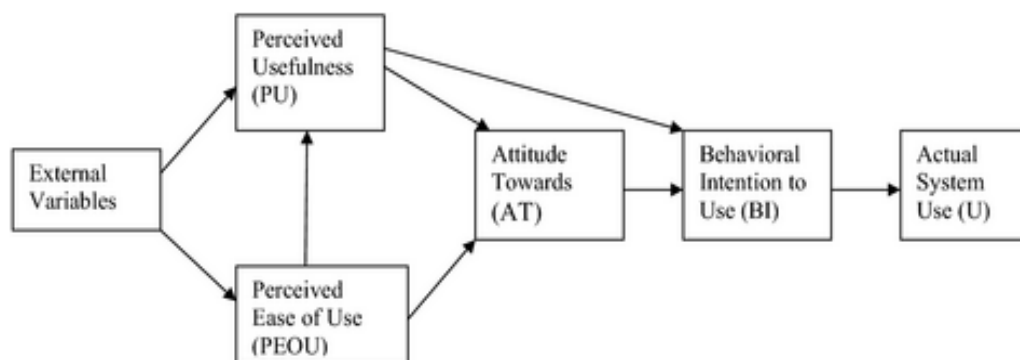 Perceived
Usefulness
(PU)
External
Variables
Perceived
Ease of Use
(PEOU)
Attitude
Towards
(AT)
Behavioral
Intention to
Use (BI)
Actual
System
Use (U)